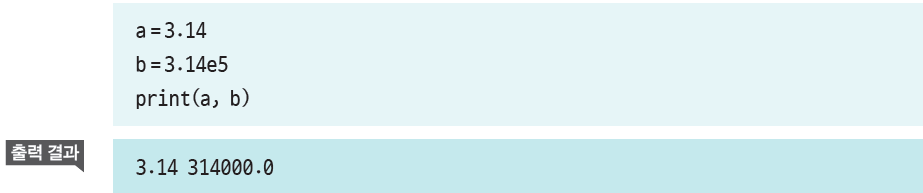 a=3.14
b=3.14e5
print(a, b)
출력 결과
3.14 314000.0